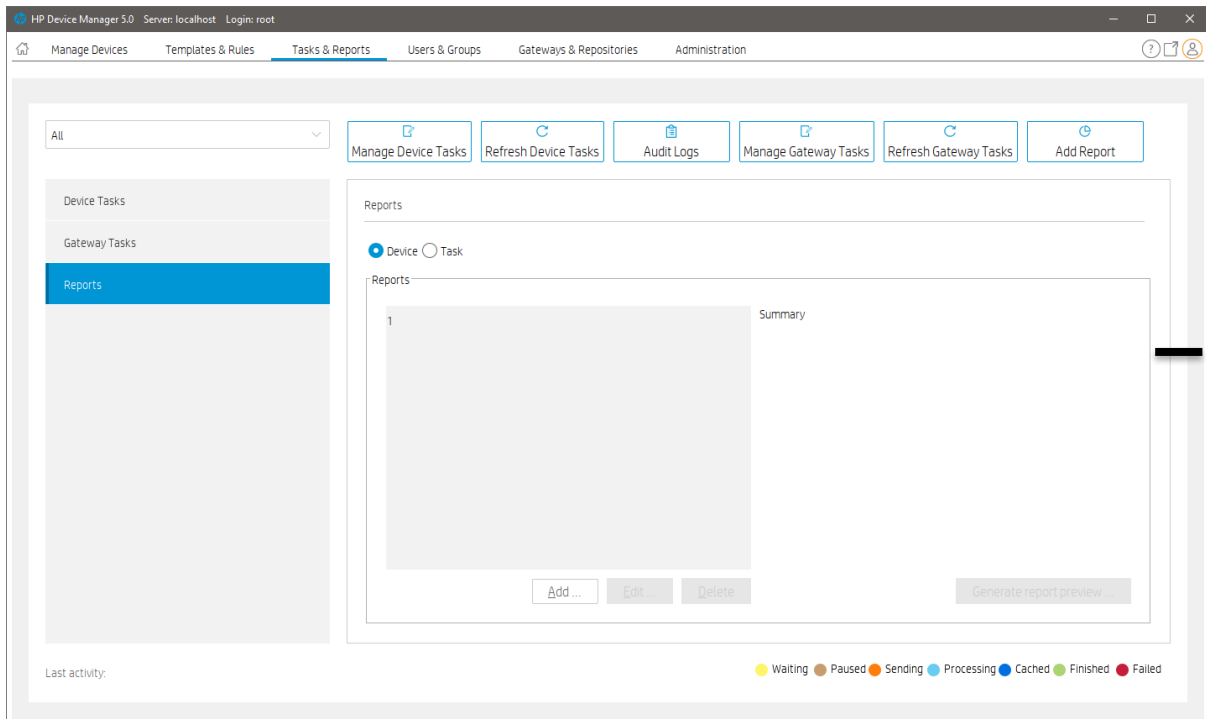 HP Device Manager 5.0 Server: localhost Login: root
Manage Devices Templates & Rules Tasks & Reports Users & Groups Gateways & Repositories Administration
All
Manage Device Tasks Refresh Device Tasks Audit Logs Manage Gateway Tasks Refresh Gateway Tasks Add Report
Device Tasks
Gateway Tasks
Reports
Reports
Device Task
Reports
1
Summary
Add ... Edit ... Delete Generate report preview ...
Last activity:
Waiting Paused Sending Processing Cached Finished Failed